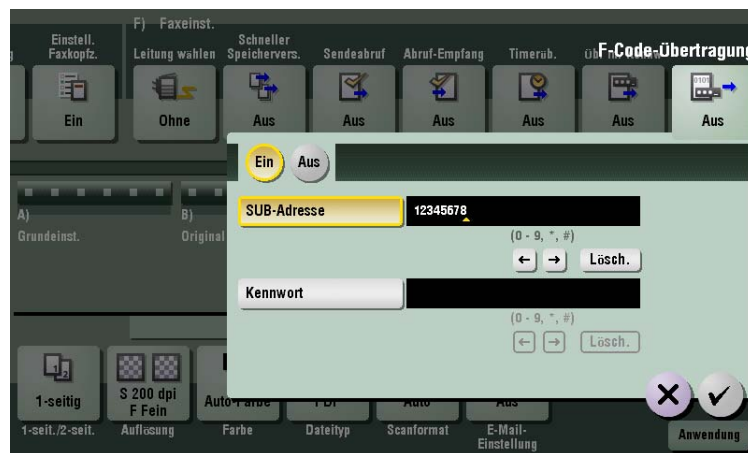 F) Faxeinst.
Einstell. Faxkopfz.
Leitung wählen
Schneller Speichervers.
Sendeabruf
Abruf-Empfang
Timerüb.
F-Code-Übertragung
Ein
Ohne
Aus
Aus
Aus
Aus
Aus
Aus
Ein
Aus
SUB-Adresse
12345678
(0 - 9, *, #)
← → Lösch.
Kennwort
(0 - 9, *, #)
← → Lösch.
A)
Grundeinst.
B)
Original
1-seitig
S 200 dpi
F Fein
1-seit./2-seit.
Auflösung
Farbe
Dateityp
Scanformat
E-Mail-Einstellung
Anwendung